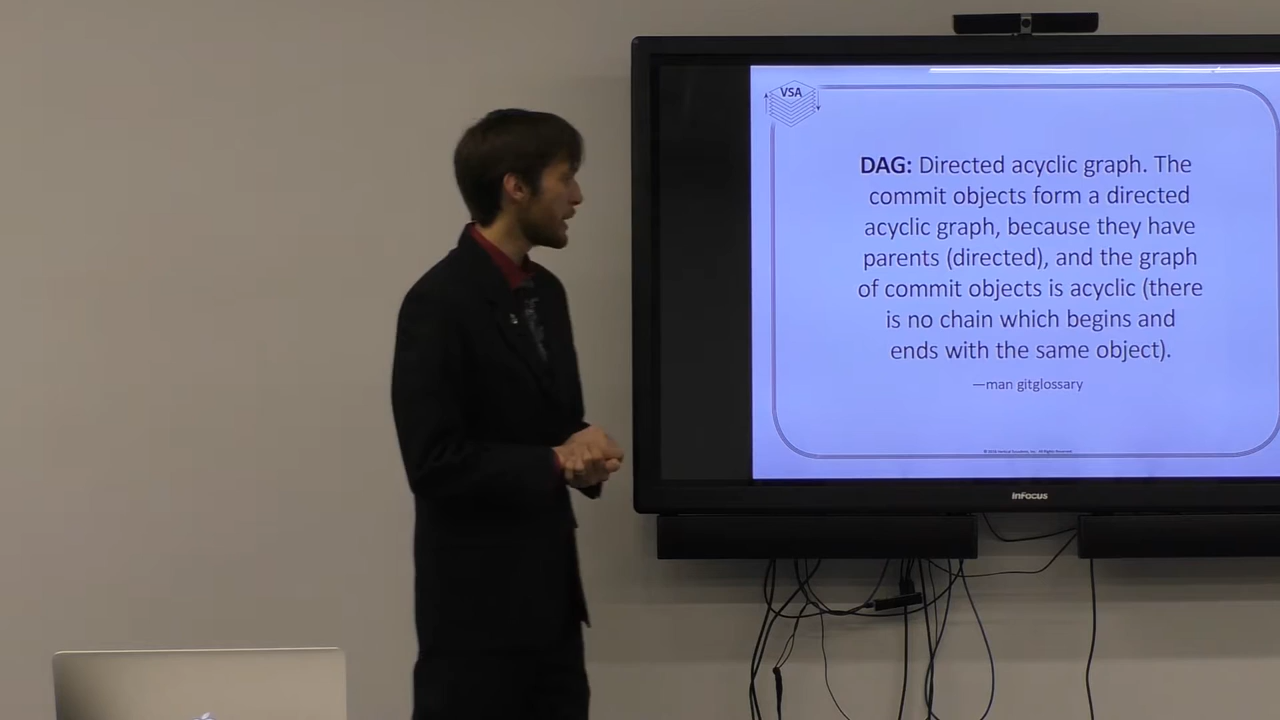 VSA
DAG: Directed acyclic graph. The
commit objects form a directed
acyclic graph, because they have
parents (directed), and the graph
of commit objects is acyclic (there
is no chain which begins and
ends with the same object).
—man gitglossary
InFocus